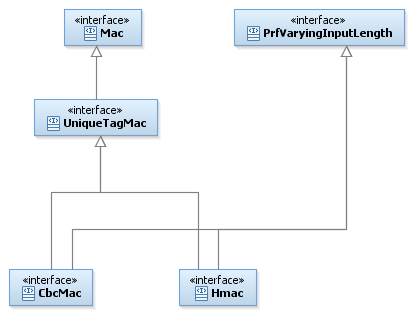 «interface»
Mac
«interface»
PrfVaryingInputLength
«interface»
UniqueTagMac
«interface»
CbcMac
«interface»
Hmac